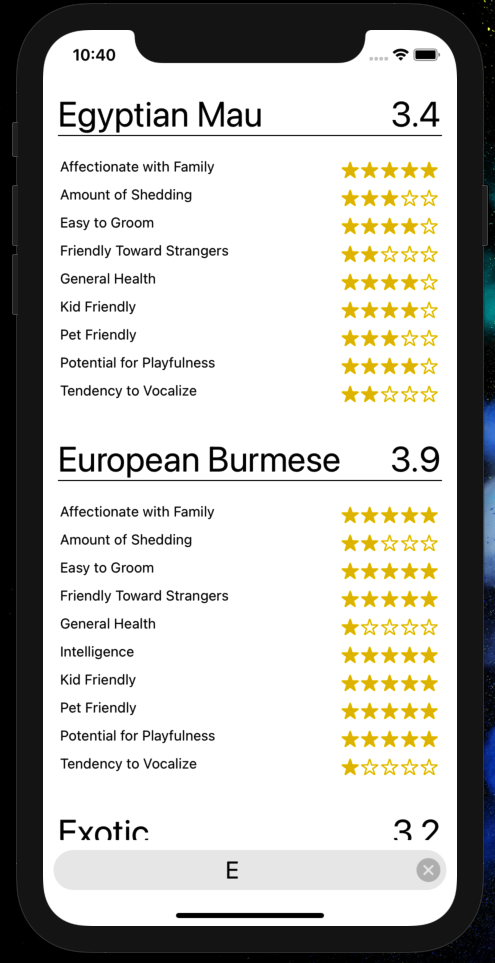 10:40
Egyptian Mau 3.4
Affectionate with Family
Amount of Shedding
Easy to Groom
Friendly Toward Strangers
General Health
Kid Friendly
Pet Friendly
Potential for Playfulness
Tendency to Vocalize
European Burmese 3.9
Affectionate with Family
Amount of Shedding
Easy to Groom
Friendly Toward Strangers
General Health
Intelligence
Kid Friendly
Pet Friendly
Potential for Playfulness
Tendency to Vocalize
Exotic 3.2
E